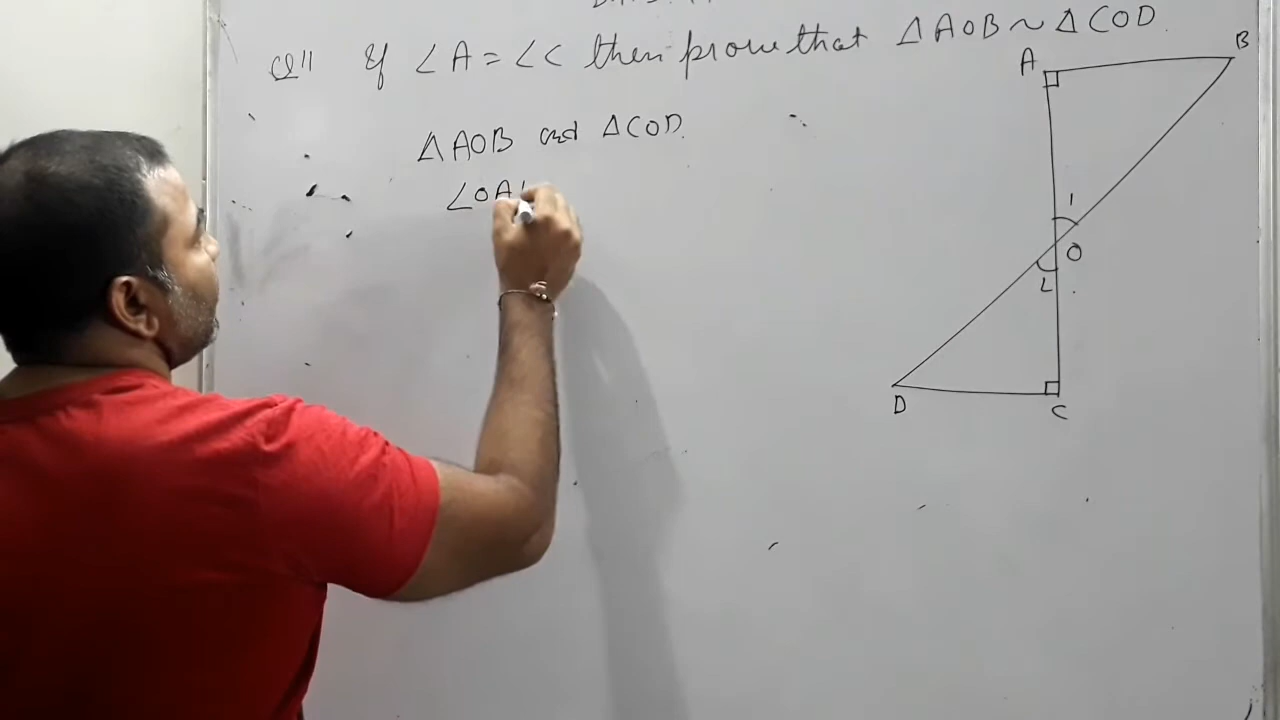 Q11 If ∠A = ∠C then prove that △AOB ~ △COD.
△AOB and △COD
∠OA
A
B
1
O
2
D
C